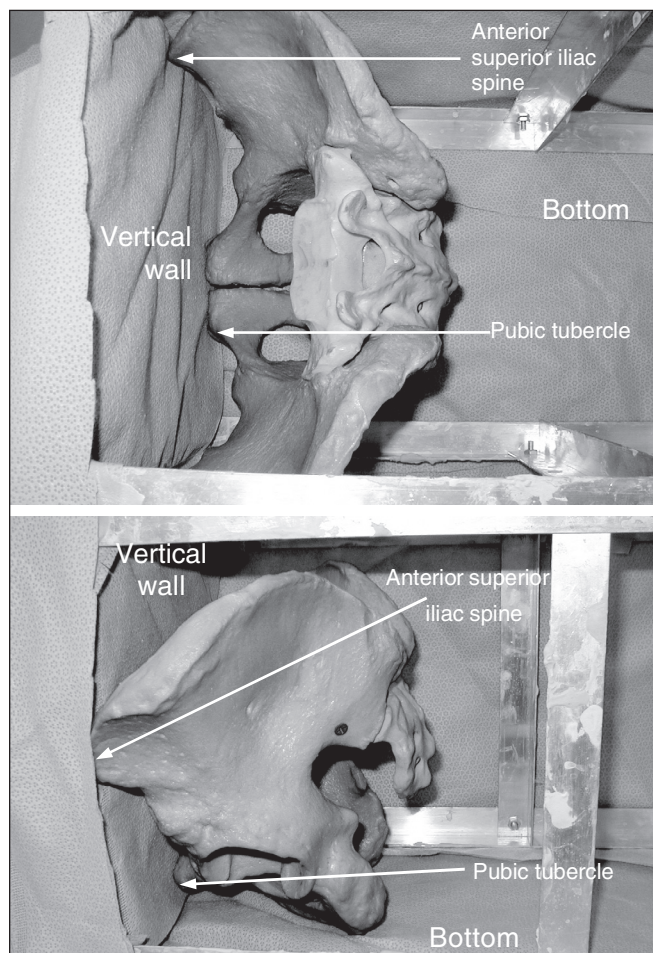 Anterior
superior iliac
spine
Bottom
Vertical
wall
Pubic tubercle
Vertical
wall
Anterior superior
iliac spine
Pubic tubercle
Bottom